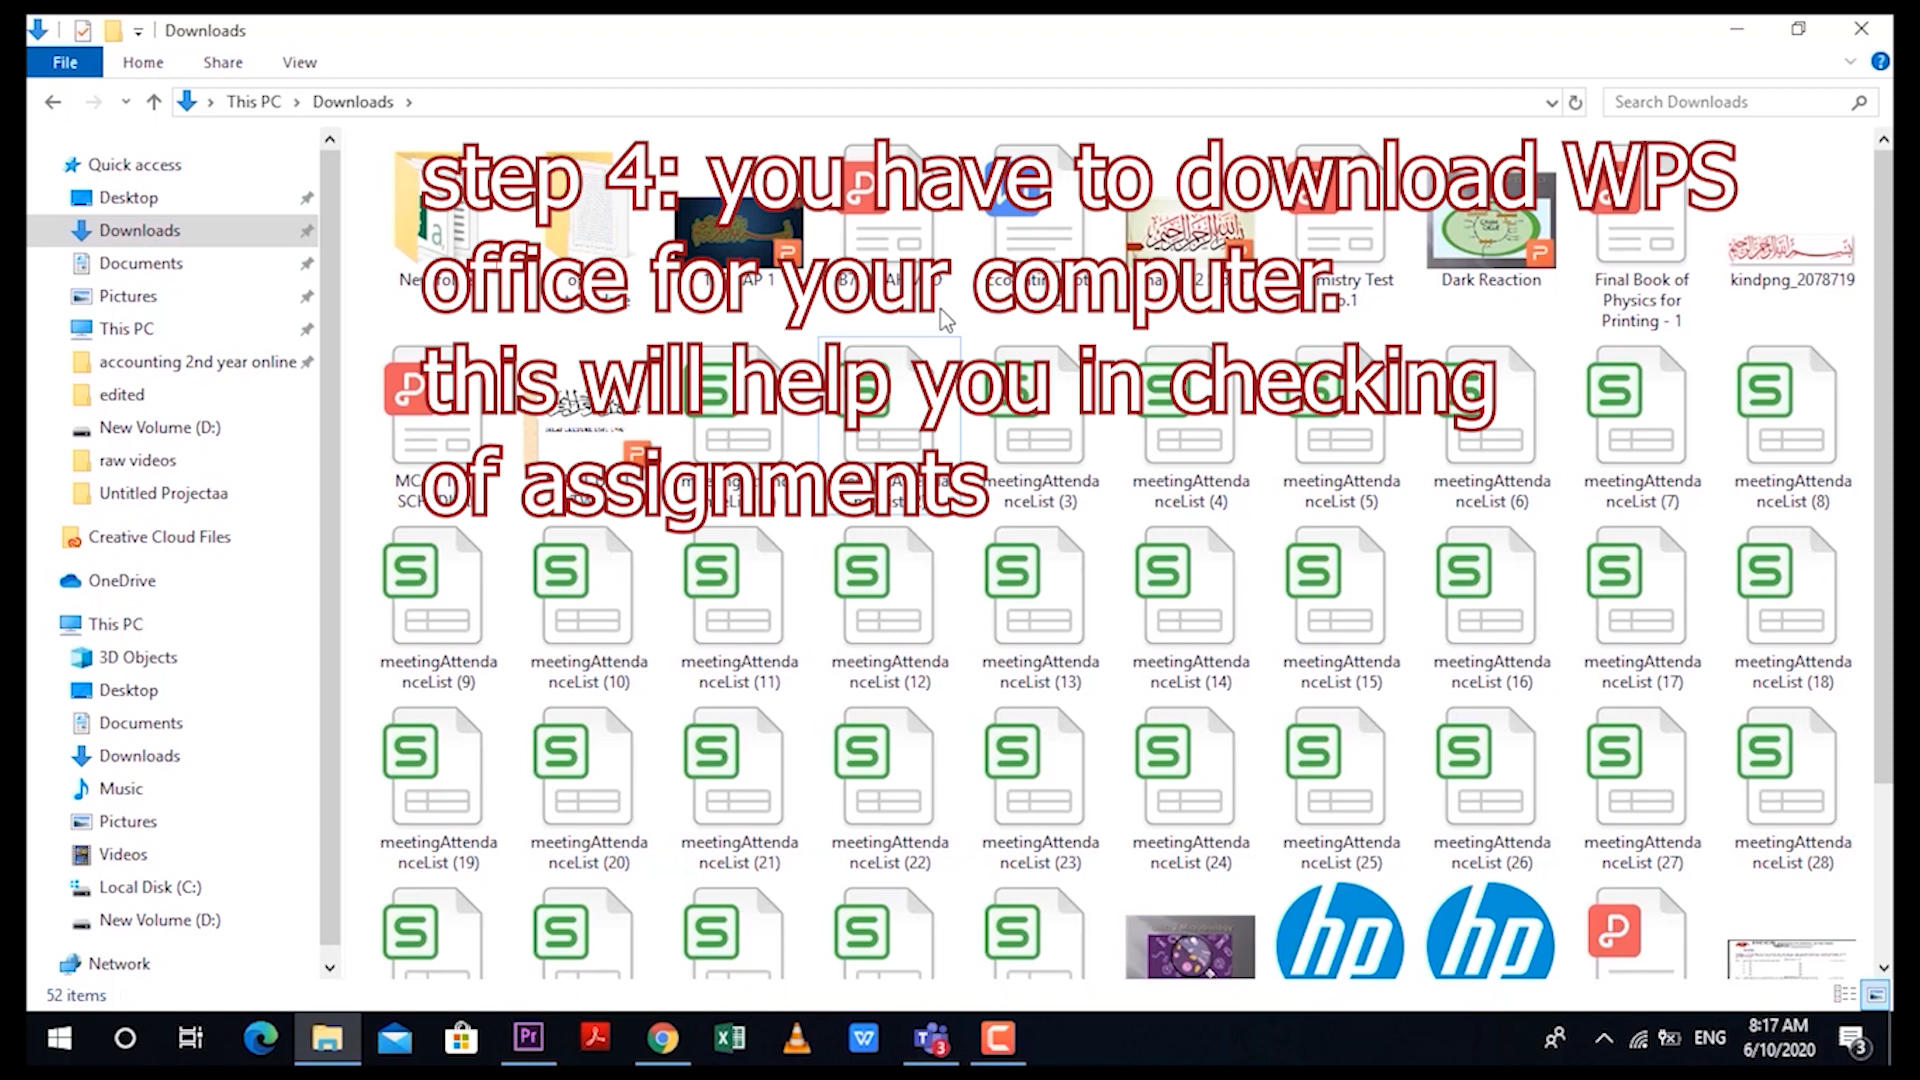 Downloads
File Home Share View
This PC Downloads
Search Downloads
step 4: you have to download WPS
office for your computer.
this will help you in checking
of assignments
Quick access
Desktop
Downloads
Documents
Pictures
This PC
accounting 2nd year online
edited
New Volume (D:)
raw videos
Untitled Projectaa
Creative Cloud Files
OneDrive
This PC
3D Objects
Desktop
Documents
Downloads
Music
Pictures
Videos
Local Disk (C:)
New Volume (D:)
Network
Dark Reaction
Final Book of
Physics for
Printing - 1
kindpng_2078719
meetingAttenda
nceList (3)
meetingAttenda
nceList (4)
meetingAttenda
nceList (5)
meetingAttenda
nceList (6)
meetingAttenda
nceList (7)
meetingAttenda
nceList (8)
meetingAttenda
nceList (9)
meetingAttenda
nceList (10)
meetingAttenda
nceList (11)
meetingAttenda
nceList (12)
meetingAttenda
nceList (13)
meetingAttenda
nceList (14)
meetingAttenda
nceList (15)
meetingAttenda
nceList (16)
meetingAttenda
nceList (17)
meetingAttenda
nceList (18)
meetingAttenda
nceList (19)
meetingAttenda
nceList (20)
meetingAttenda
nceList (21)
meetingAttenda
nceList (22)
meetingAttenda
nceList (23)
meetingAttenda
nceList (24)
meetingAttenda
nceList (25)
meetingAttenda
nceList (26)
meetingAttenda
nceList (27)
meetingAttenda
nceList (28)
hp
hp
52 items
ENG
8:17 AM
6/10/2020
3